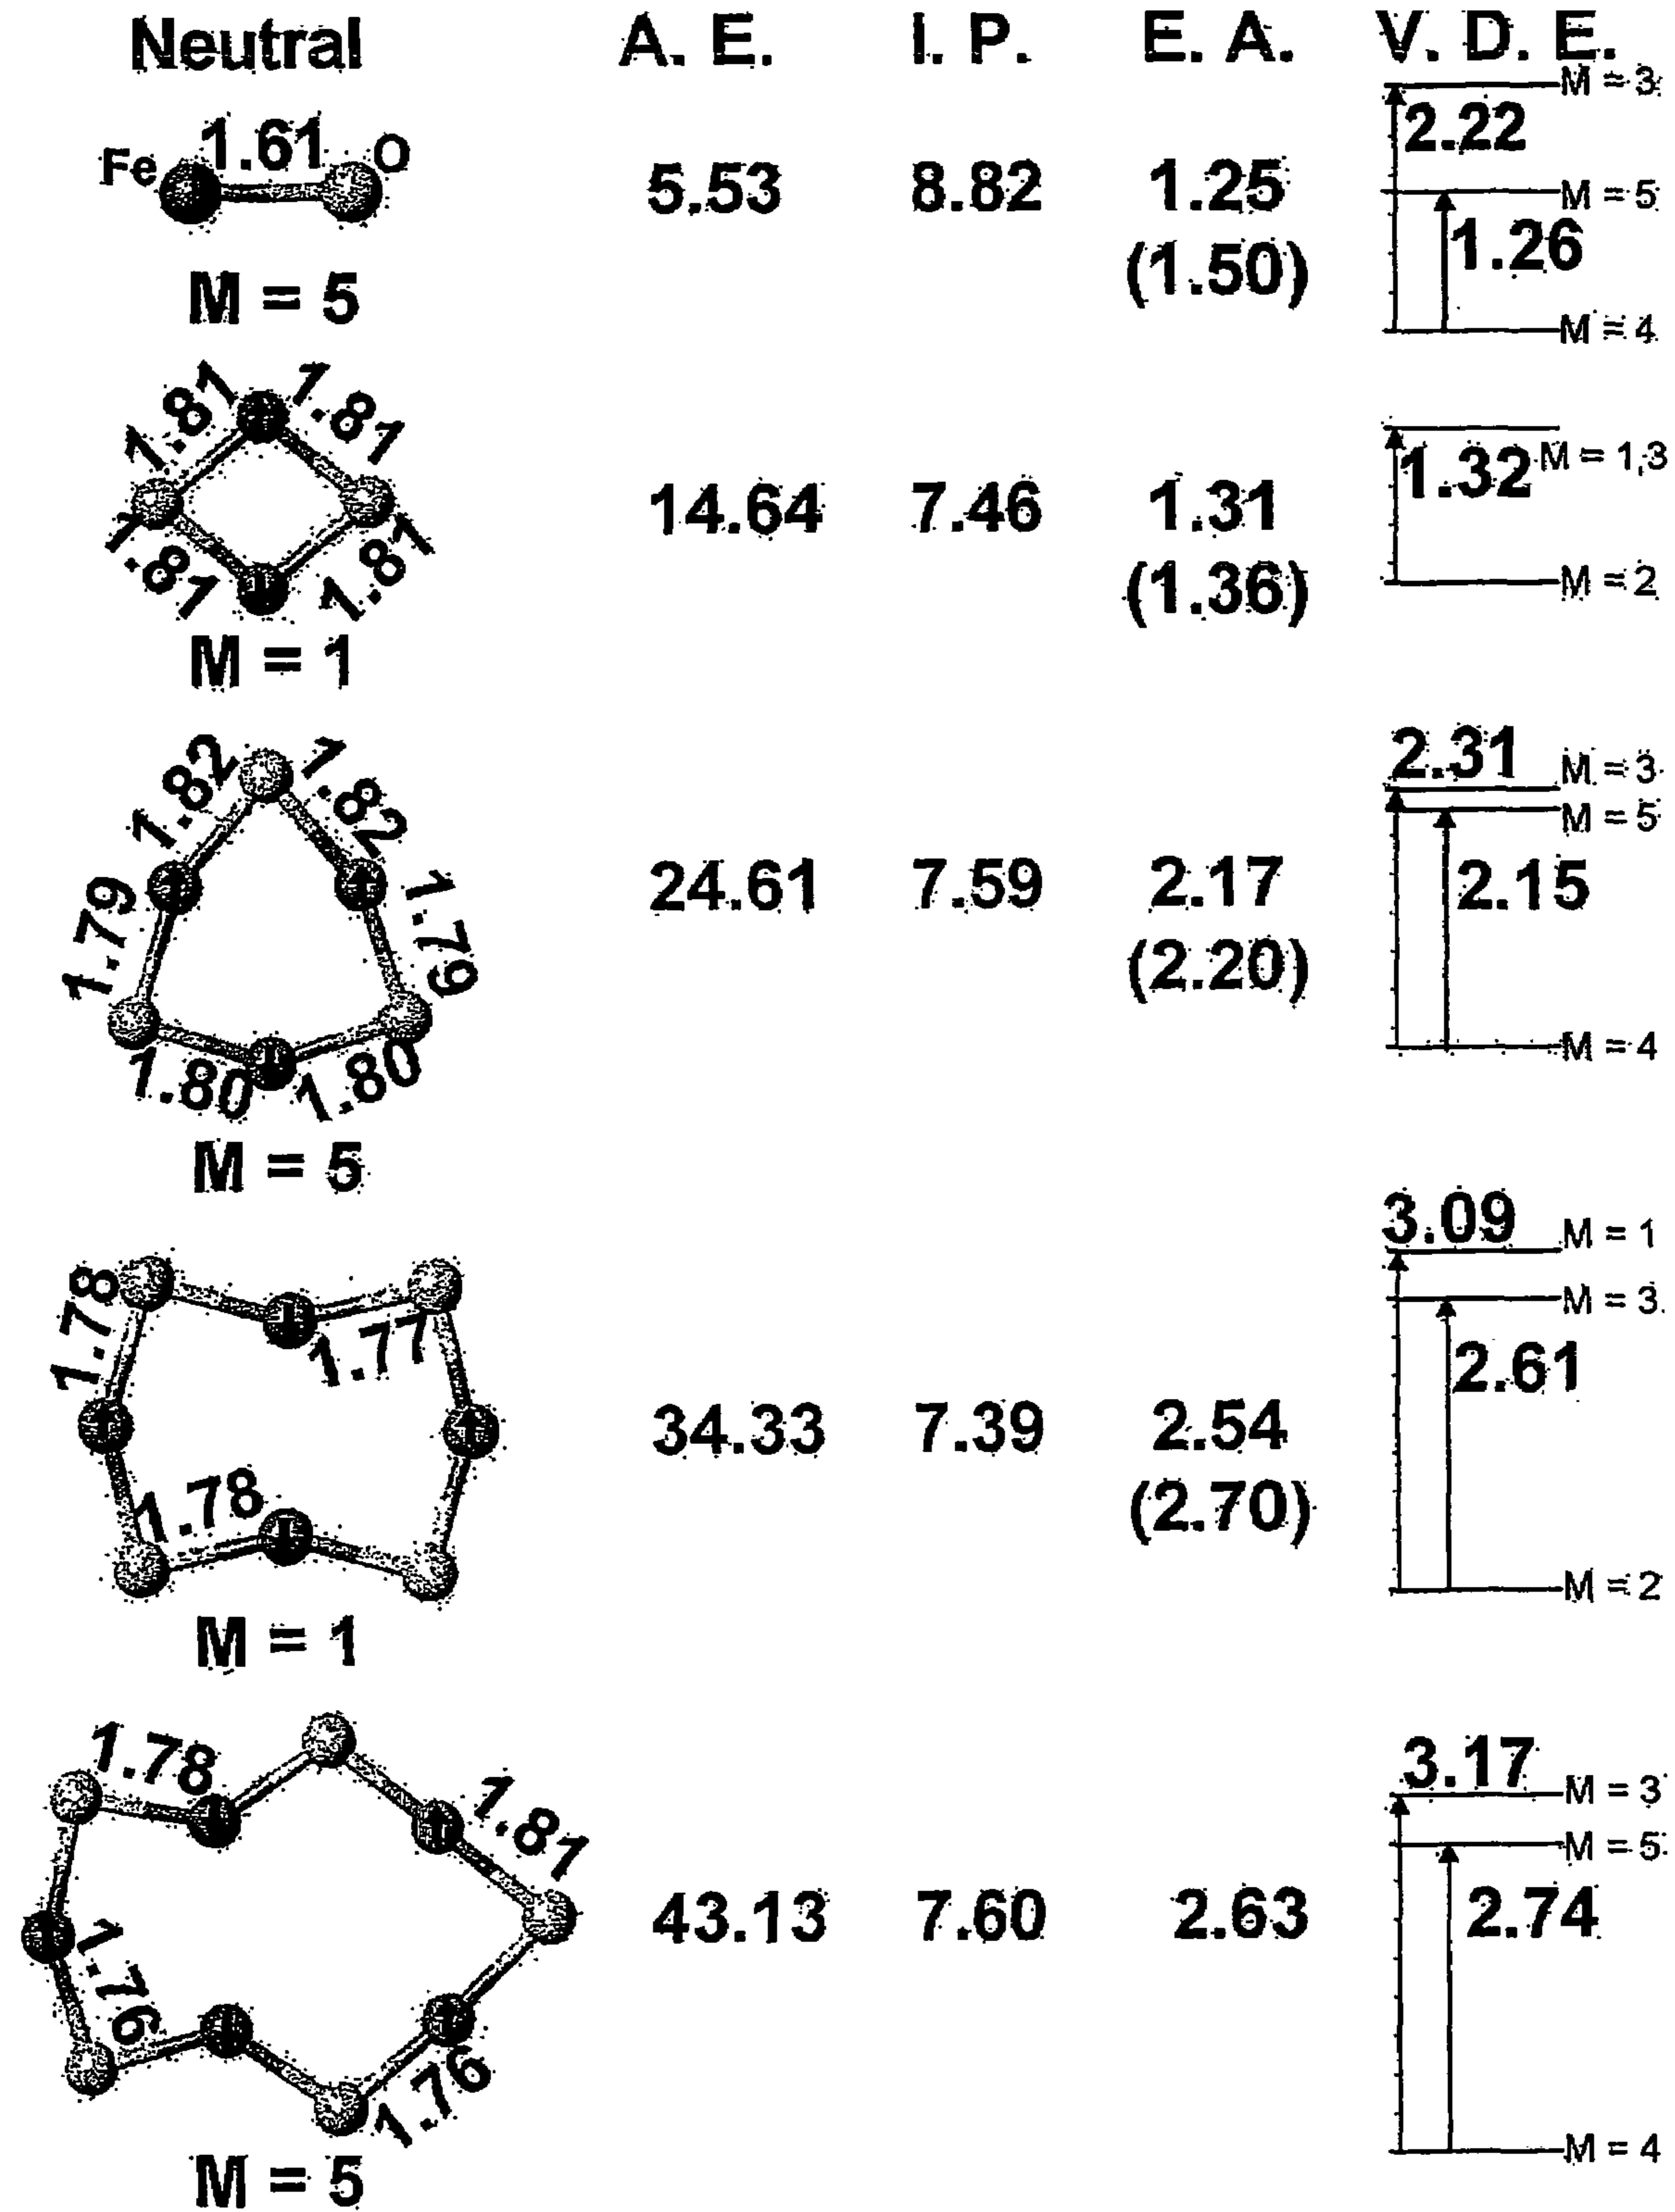 Neutral A. E. I. P. E. A. V. D. E.
M = 3
Fe 1.61 O
2.22
5.53 8.82 1.25
M = 5
(1.50)
1.26
M = 5
M = 4
1.81 1.81
M = 1,3
1.32
14.64 7.46 1.31
1.81 1.81
(1.36)
M = 2
M = 1
1.82 1.82
2.31 M = 3
M = 5
1.79 1.79
24.61 7.59 2.17
2.15
(2.20)
1.80 1.80
M = 4
M = 5
3.09 M = 1
1.78 1.77
M = 3
2.61
34.33 7.39 2.54
1.78
(2.70)
M = 2
M = 1
1.78
3.17 M = 3
1.81
M = 5
43.13 7.60 2.63 2.74
1.76
1.76
M = 4
M = 5